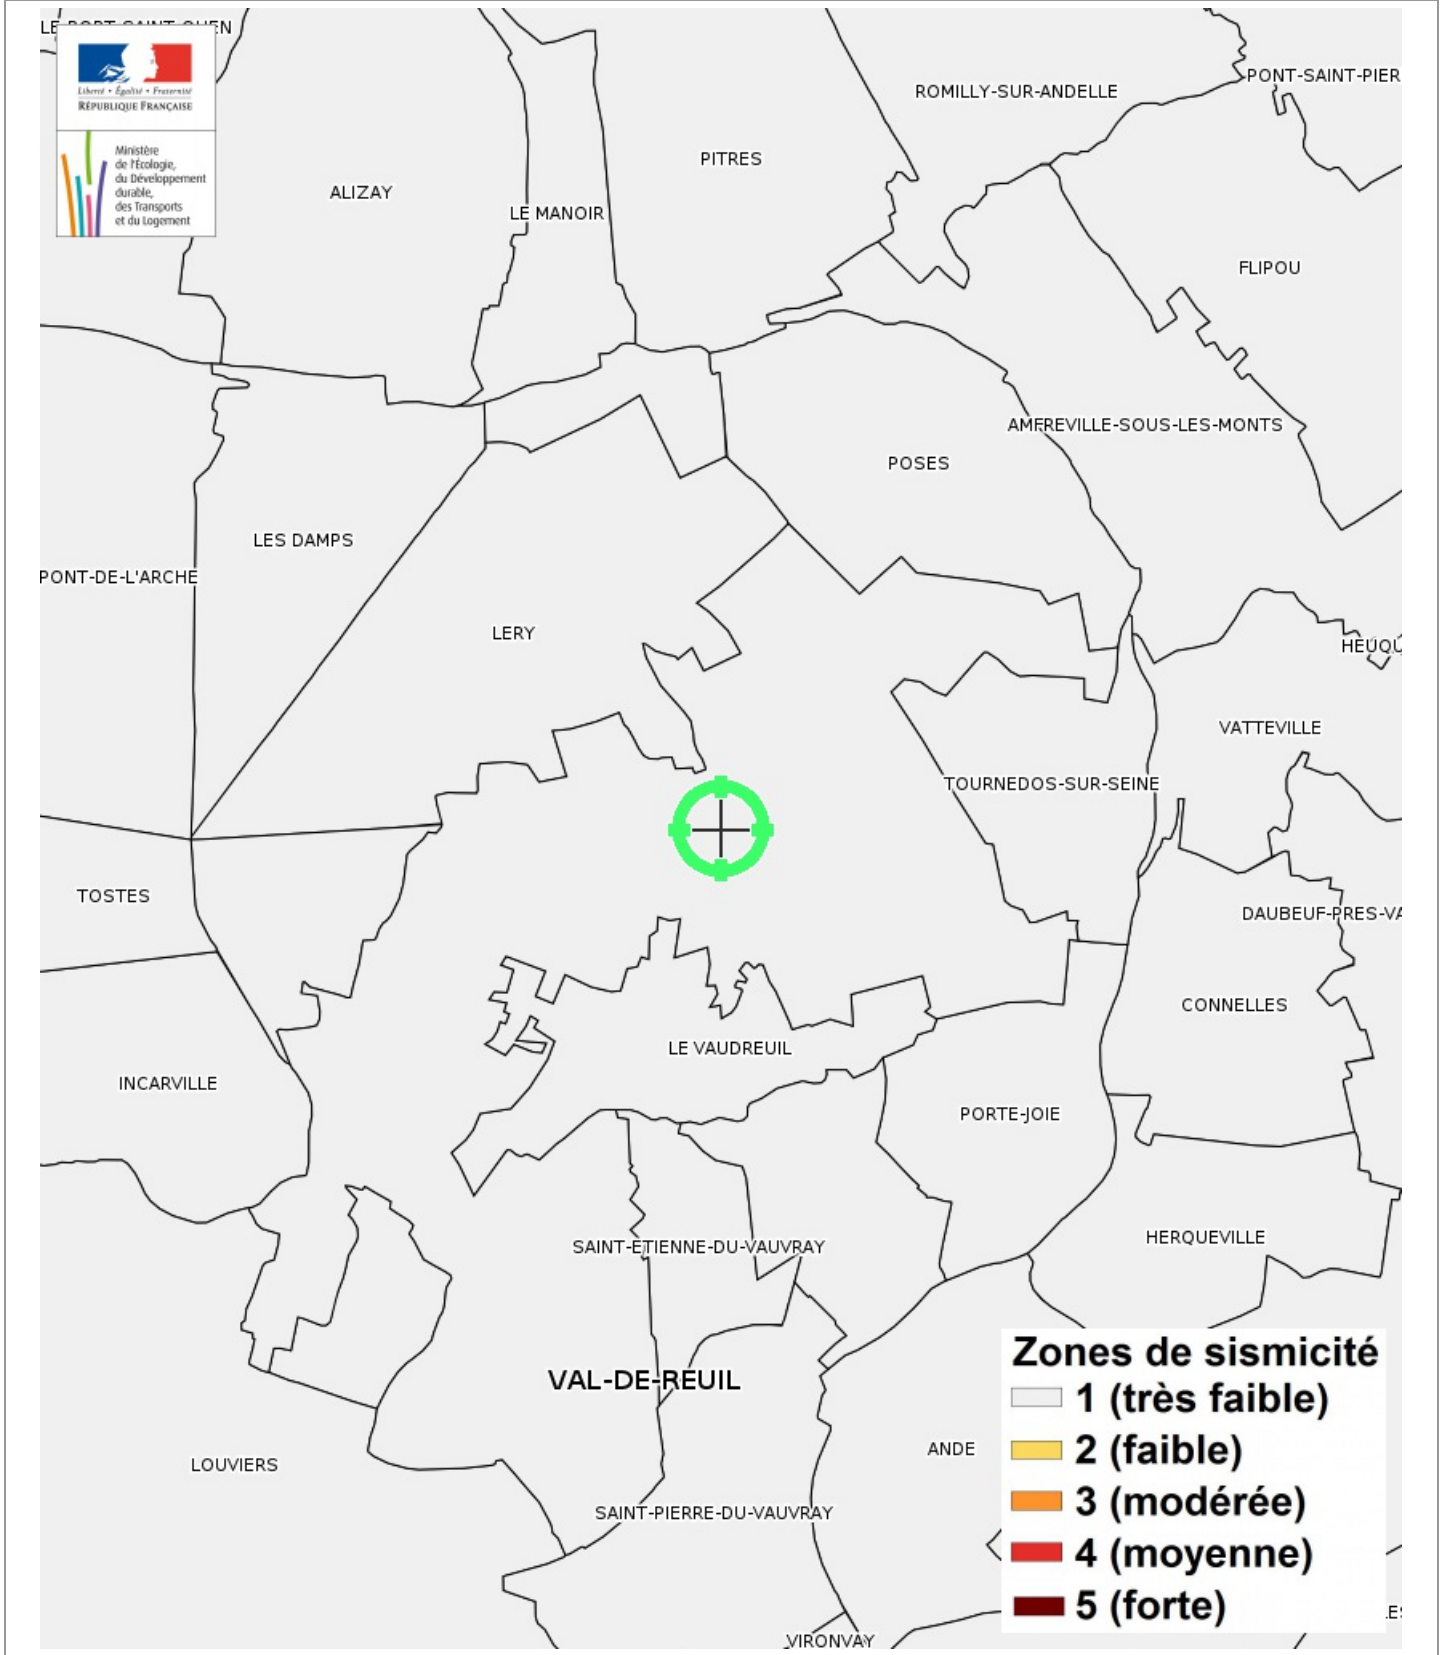 LE PORT-SAINT-OUEN
Liberté • Égalité • Fraternité
RÉPUBLIQUE FRANÇAISE
Ministère
de l'Écologie,
du Développement
durable,
des Transports
et du Logement
ROMILLY-SUR-ANDELLE
PONT-SAINT-PIER
PITRES
ALIZAY
LE MANOIR
FLIPOU
AMFREVILLE-SOUS-LES-MONTS
POSES
LES DAMPS
PONT-DE-L'ARCHE
LERY
HEUQU
VATTEVILLE
TOURNEDOS-SUR-SEINE
TOSTES
DAUBEUF-PRES-VA
CONNELLES
LE VAUDREUIL
INCARVILLE
PORTE-JOIE
HERQUEVILLE
SAINT-ETIENNE-DU-VAUVRAY
VAL-DE-REUIL
ANDE
LOUVIERS
SAINT-PIERRE-DU-VAUVRAY
VIRONVAY
Zones de sismicité
1 (très faible)
2 (faible)
3 (modérée)
4 (moyenne)
5 (forte)